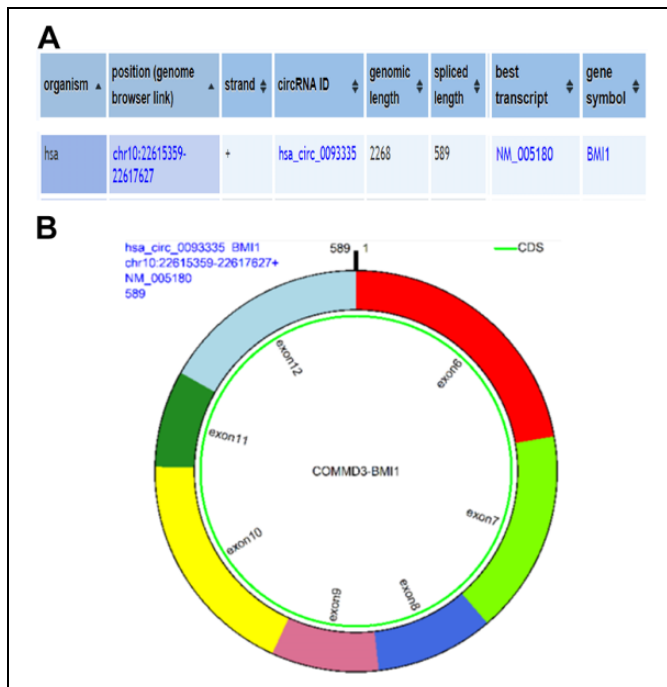 A
organism position (genome browser link) strand circRNA ID genomic length spliced length best transcript gene symbol
hsa chr10:22615359-22617627 + hsa_circ_0093335 2268 589 NM_005180 BMI1
B
hsa_circ_0093335 BMI1
chr10:22615359-22617627+
NM_005180
589
589 1
CDS
exon12
exon6
exon11
COMMD3-BMI1
exon7
exon10
exon9
exon8